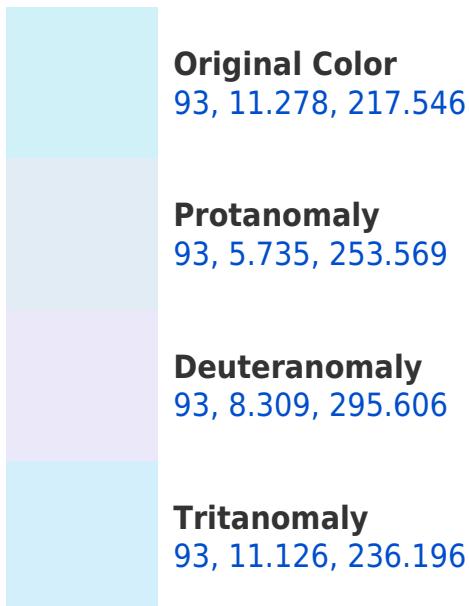 Original Color
93, 11.278, 217.546
Protanomaly
93, 5.735, 253.569
Deuteranomaly
93, 8.309, 295.606
Tritanomaly
93, 11.126, 236.196